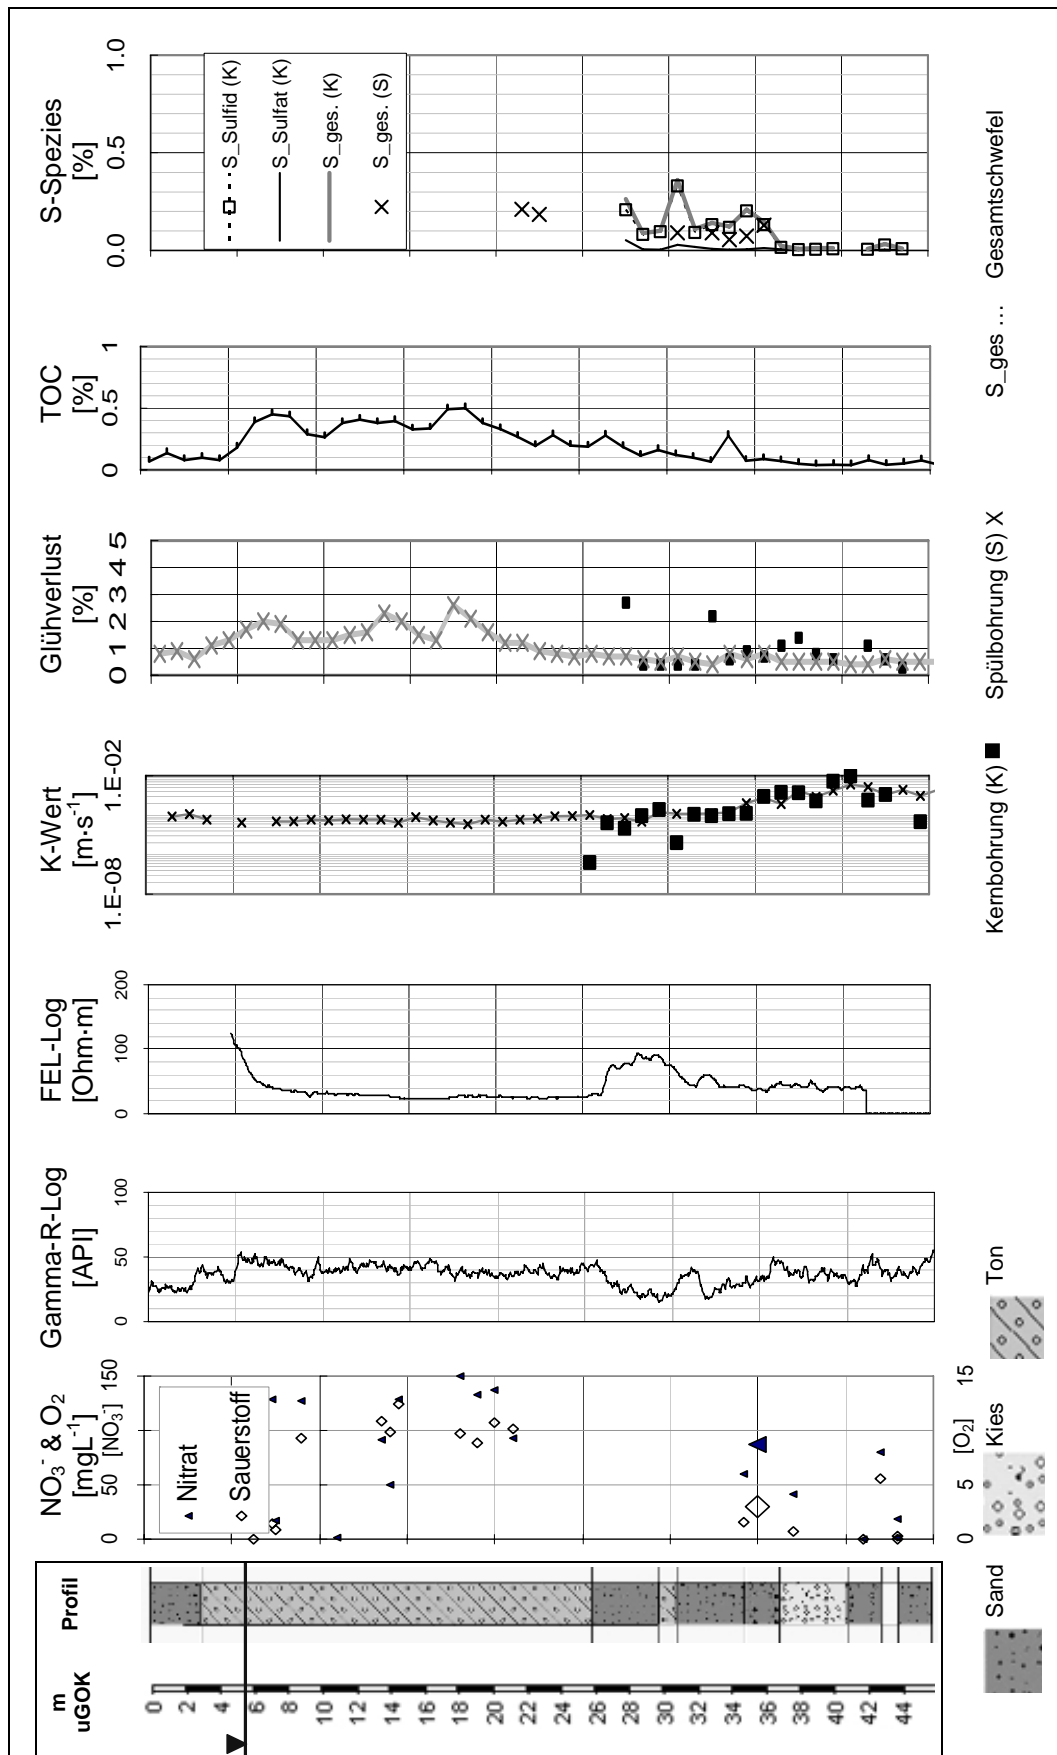 m
uGOK
0 2 4 6 8 10 12 14 16 18 20 22 24 26 28 30 32 34 36 38 40 42 44
Profil
NO₃⁻ & O₂
[mgL⁻¹]
[NO₃⁻]
0 50 150
Nitrat
Sauerstoff
[O₂]
0 5 15
Gamma-R-Log
[API]
0 50 100
FEL-Log
[Ohm·m]
0 100 200
K-Wert
[m·s⁻¹]
1.E-08 1.E-02
Glühverlust
[%]
0 1 2 3 4 5
TOC
[%]
0 0.5 1
S-Spezies
[%]
0.0 0.5 1.0
S_Sulfid (K)
S_Sulfat (K)
S_ges. (K)
S_ges. (S)
Sand
Kies
Ton
Kernbohrung (K)
Spülbohrung (S) X
S_ges … Gesamtschwefel